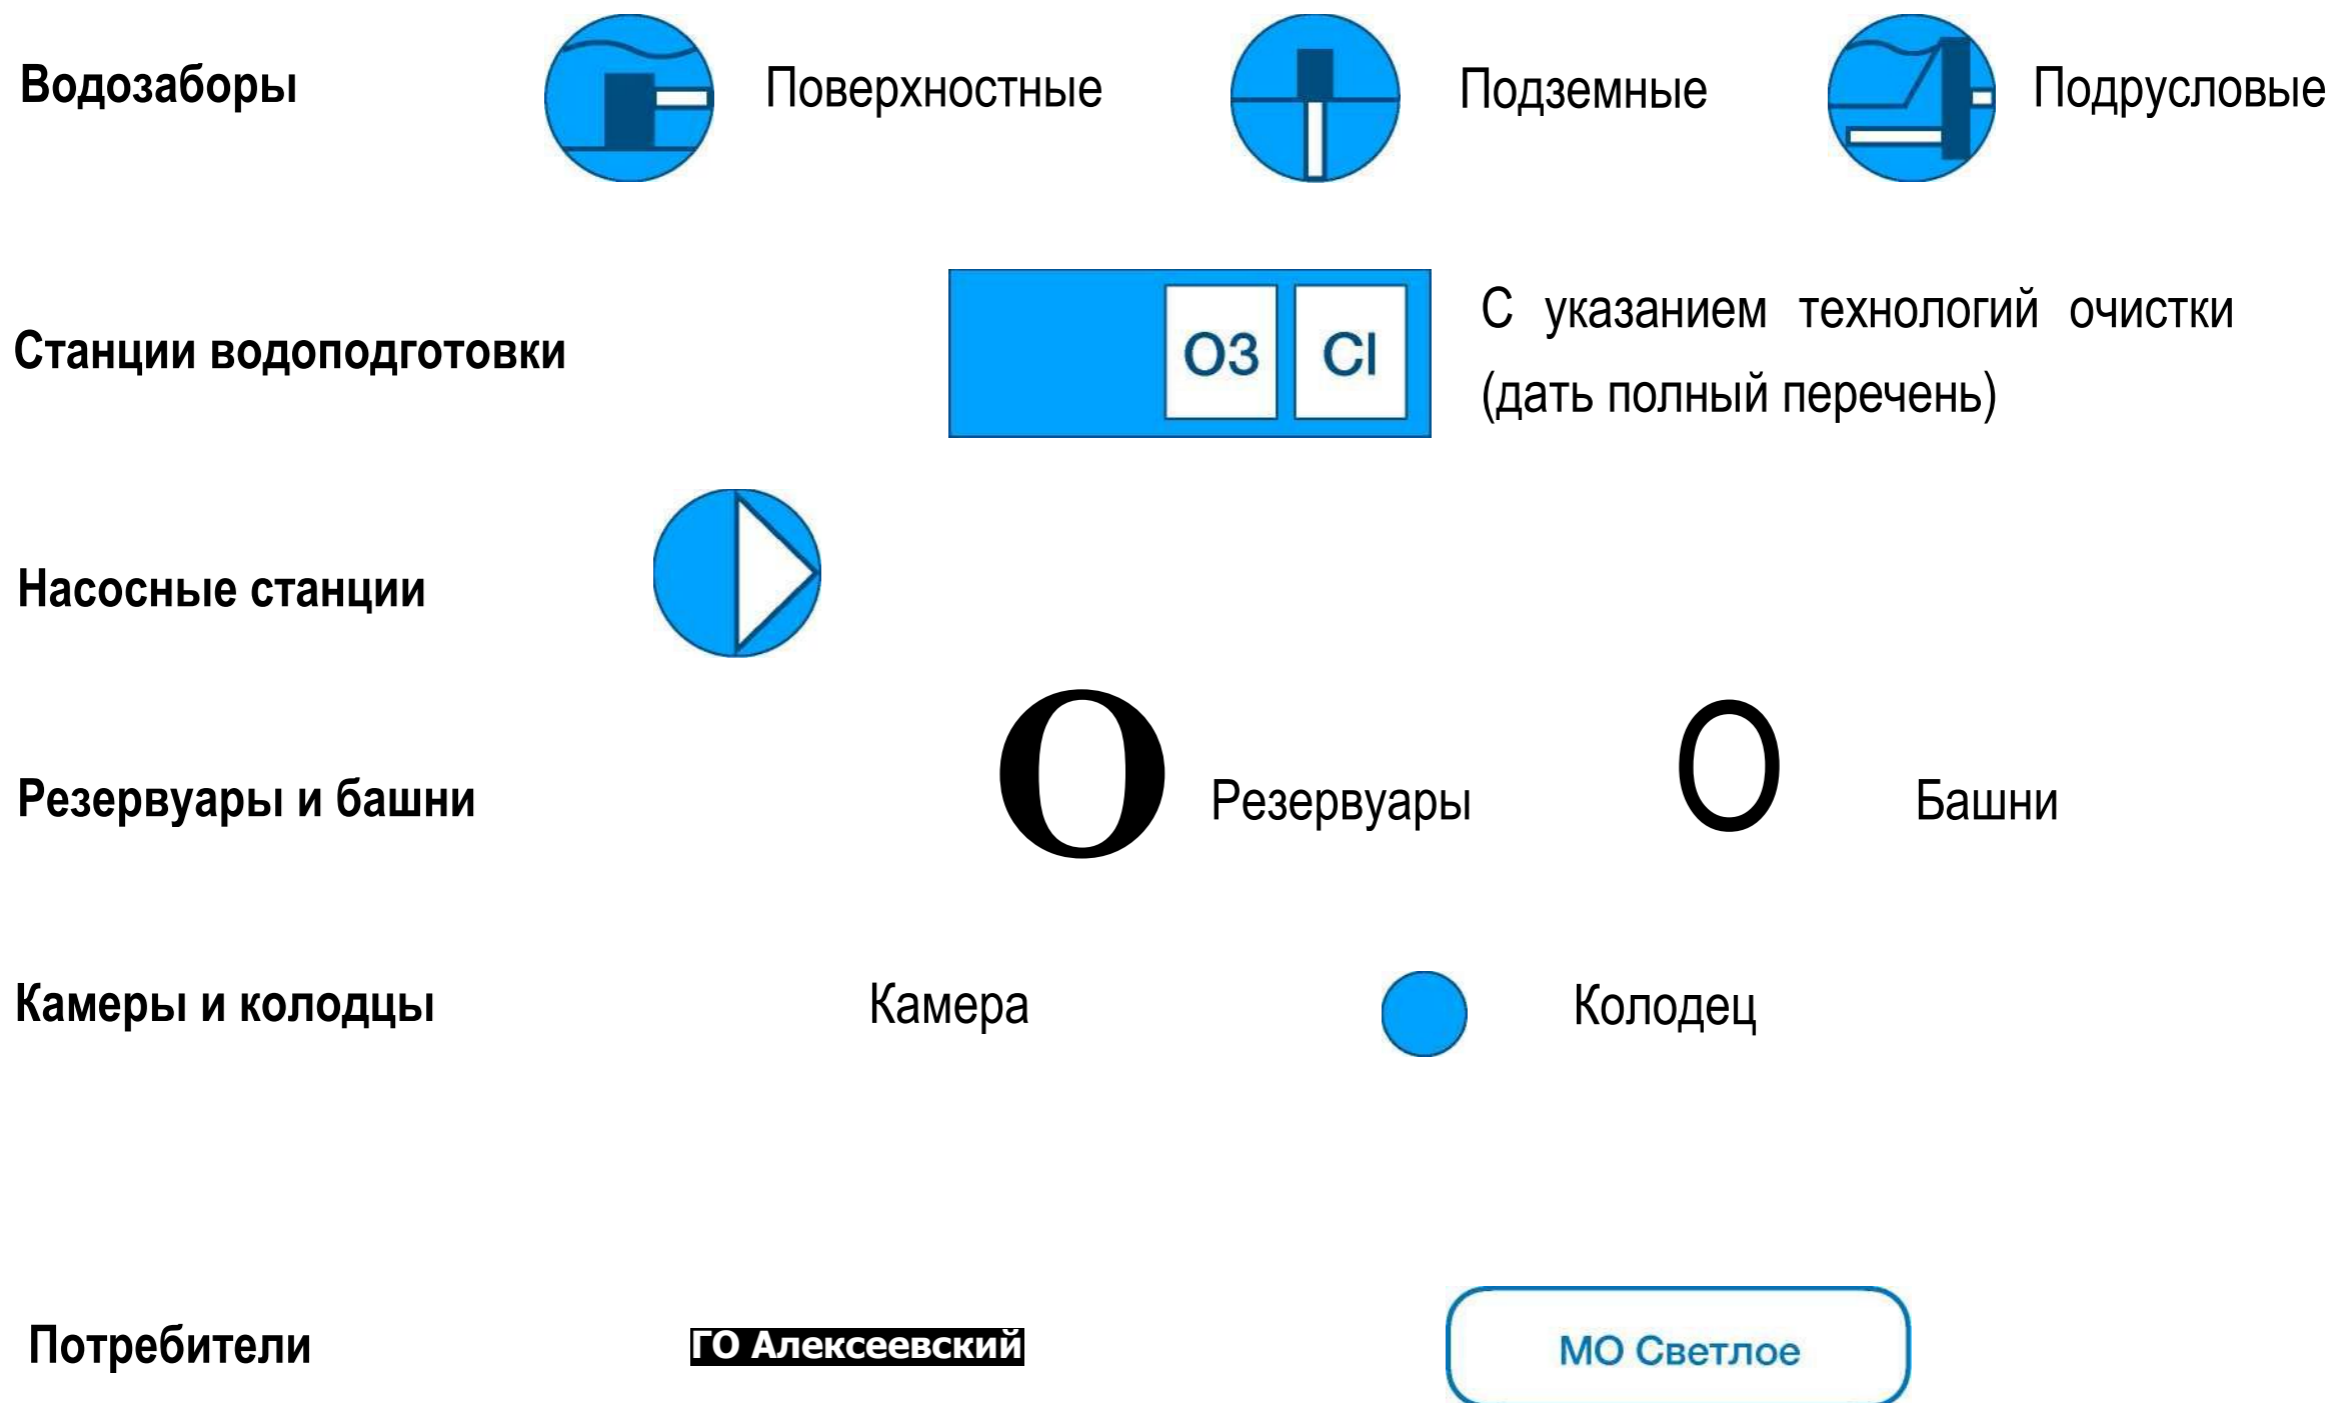 Водозаборы Поверхностные Подземные Подрусловые
Станции водоподготовки O3 Cl С указанием технологий очистки
(дать полный перечень)
Насосные станции
Резервуары и башни O Резервуары O Башни
Камеры и колодцы Камера Колодец
Потребители ГО Алексеевский МО Светлое